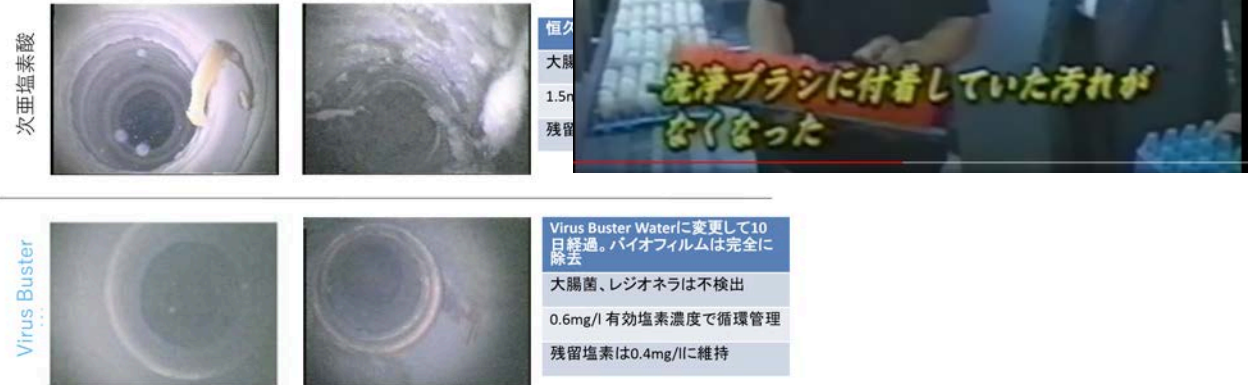 次亜塩素酸
恒久
大腸
1.5m
残留
洗浄ブラシに付着していた汚れが
なくなった
Virus Buster
Virus Buster Waterに変更して10
日経過。バイオフィルムは完全に
除去
大腸菌、レジオネラは不検出
0.6mg/l 有効塩素濃度で循環管理
残留塩素は0.4mg/lに維持